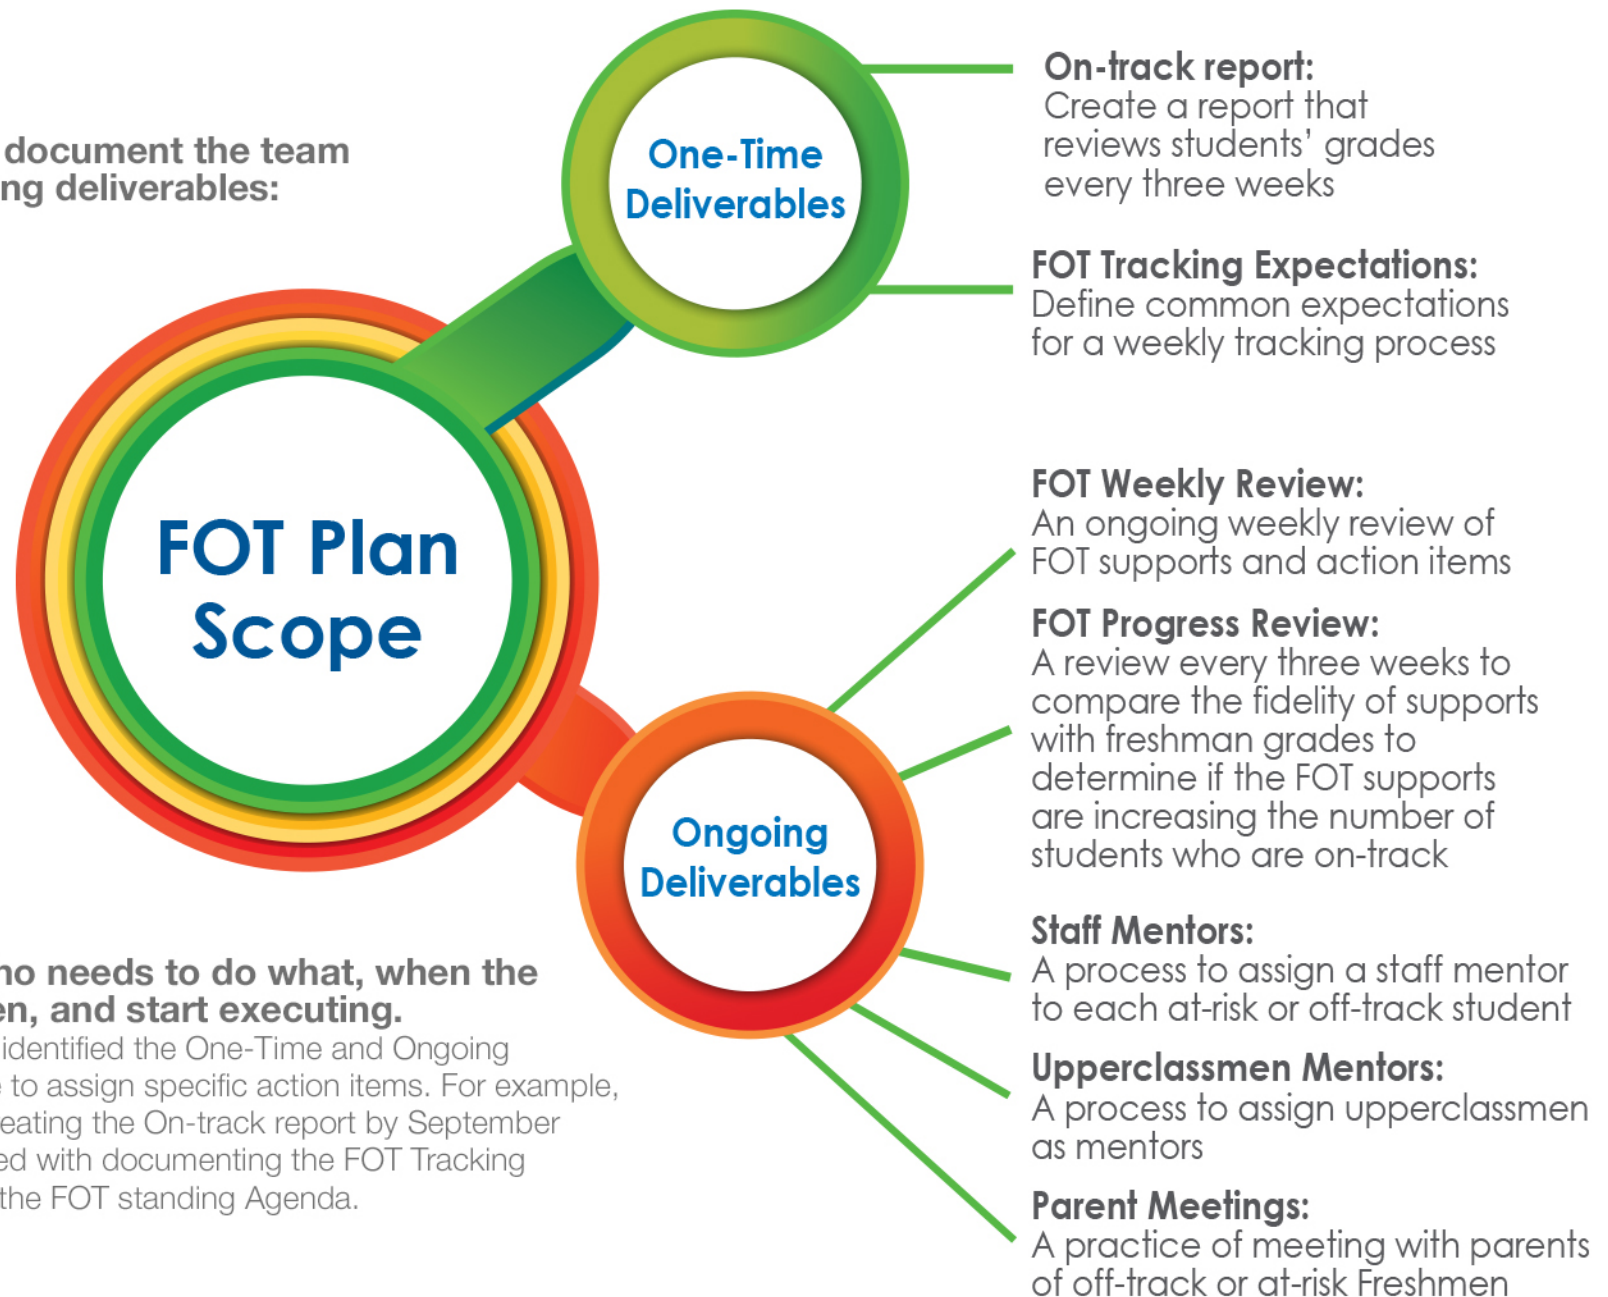 document the team
deliverables:
One-Time
Deliverables
On-track report:
Create a report that
reviews students’ grades
every three weeks
FOT Tracking Expectations:
Define common expectations
for a weekly tracking process
FOT Plan
Scope
FOT Weekly Review:
An ongoing weekly review of
FOT supports and action items
FOT Progress Review:
A review every three weeks to
compare the fidelity of supports
with freshman grades to
determine if the FOT supports
are increasing the number of
students who are on-track
Ongoing
Deliverables
Staff Mentors:
A process to assign a staff mentor
to each at-risk or off-track student
Upperclassmen Mentors:
A process to assign upperclassmen
as mentors
Parent Meetings:
A practice of meeting with parents
of off-track or at-risk Freshmen
needs to do what, when the
and start executing.
identified the One-Time and Ongoing
to assign specific action items. For example,
the On-track report by September
with documenting the FOT Tracking
the FOT standing Agenda.